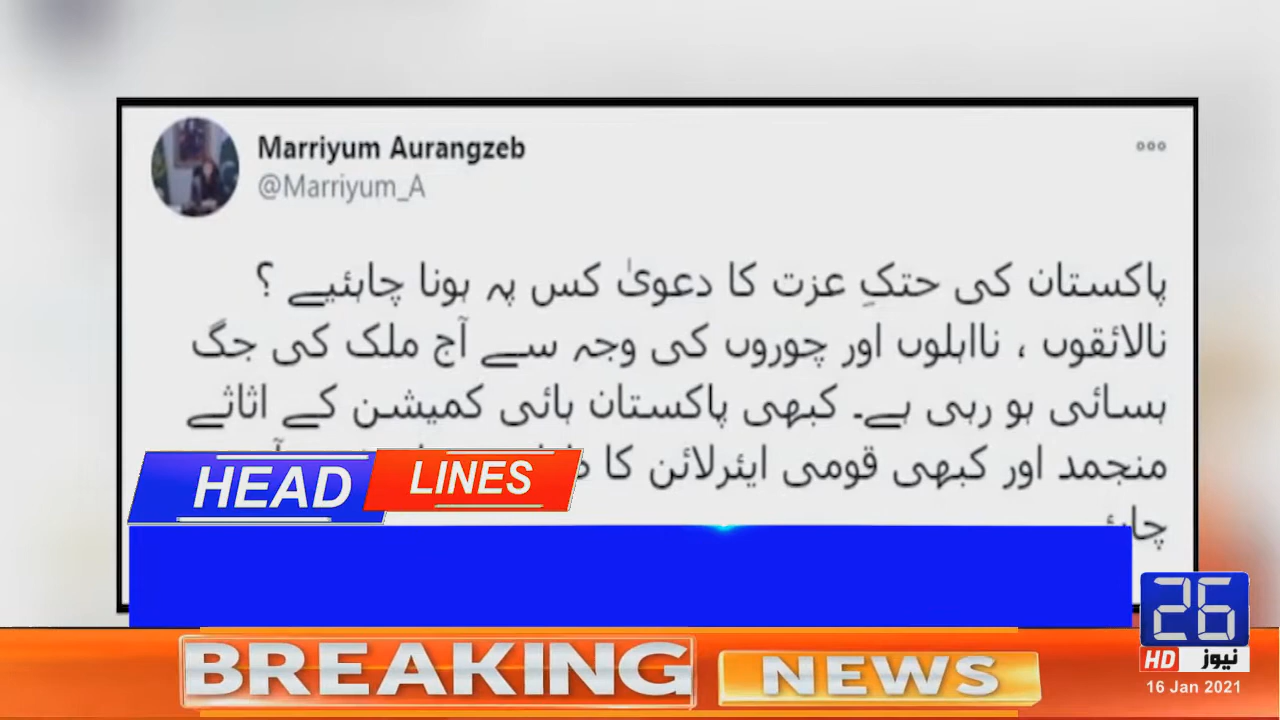 Marriyum Aurangzeb
@Marriyum_A
پاکستان کی حتکِ عزت کا دعویٰ کس پہ ہونا چاہئیے ؟
نالائقوں ، نااہلوں اور چوروں کی وجہ سے آج ملک کی جگ
ہسائی ہو رہی ہے۔ کبھی پاکستان ہائی کمیشن کے اثاثے
منجمد اور کبھی قومی ایئرلائن کا
HEAD LINES
26
HD نیوز
16 Jan 2021
BREAKING NEWS